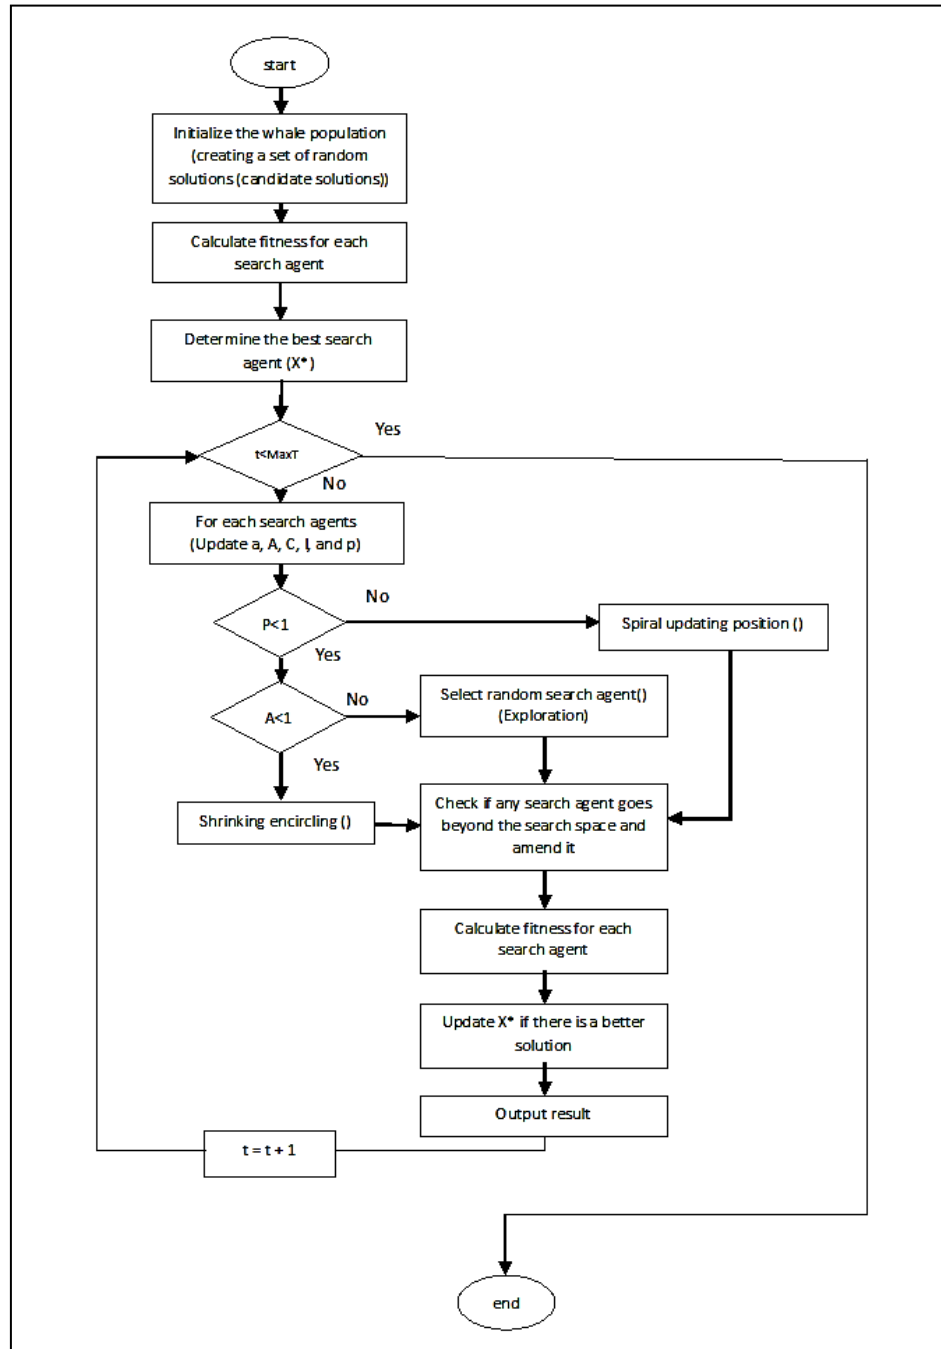 start
Initialize the whale population
(creating a set of random
solutions (candidate solutions))
Calculate fitness for each
search agent
Determine the best search
agent (X*)
t<MaxT
Yes
No
For each search agents
(Update a, A, C, l, and p)
P<1
No
Spiral updating position ()
Yes
A<1
No
Select random search agent()
(Exploration)
Yes
Shrinking encircling ()
Check if any search agent goes
beyond the search space and
amend it
Calculate fitness for each
search agent
Update X* if there is a better
solution
Output result
t = t + 1
end